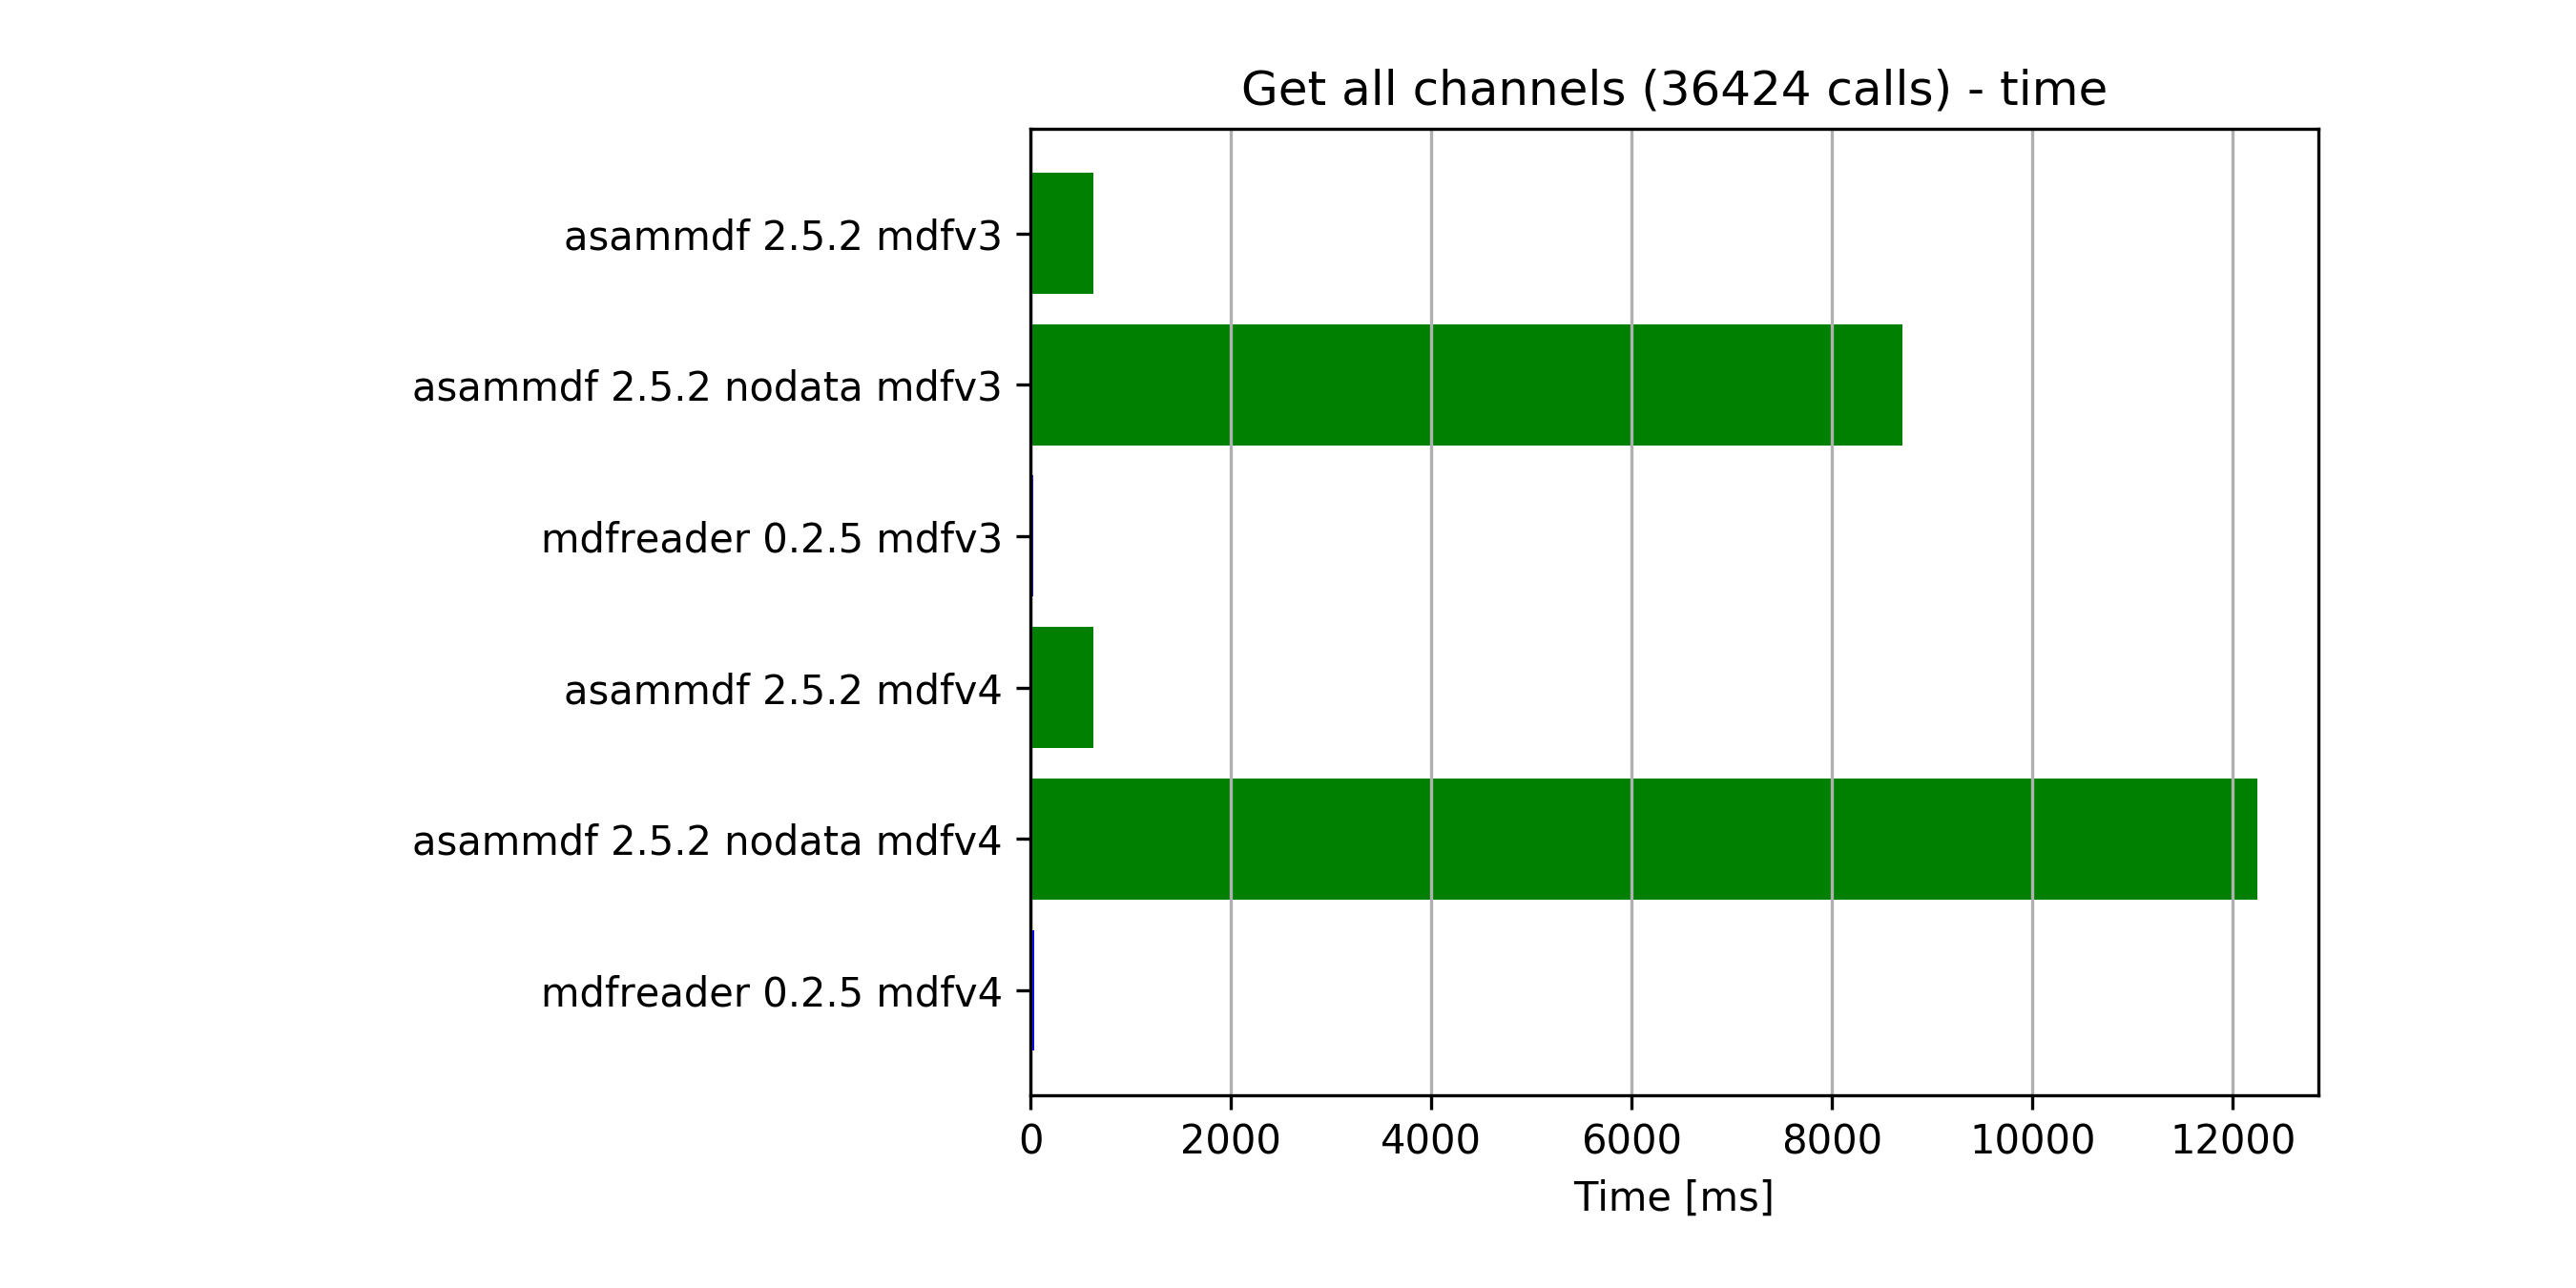 Get all channels (36424 calls) - time
asammdf 2.5.2 mdfv3
asammdf 2.5.2 nodata mdfv3
mdfreader 0.2.5 mdfv3
asammdf 2.5.2 mdfv4
asammdf 2.5.2 nodata mdfv4
mdfreader 0.2.5 mdfv4
0 2000 4000 6000 8000 10000 12000
Time [ms]